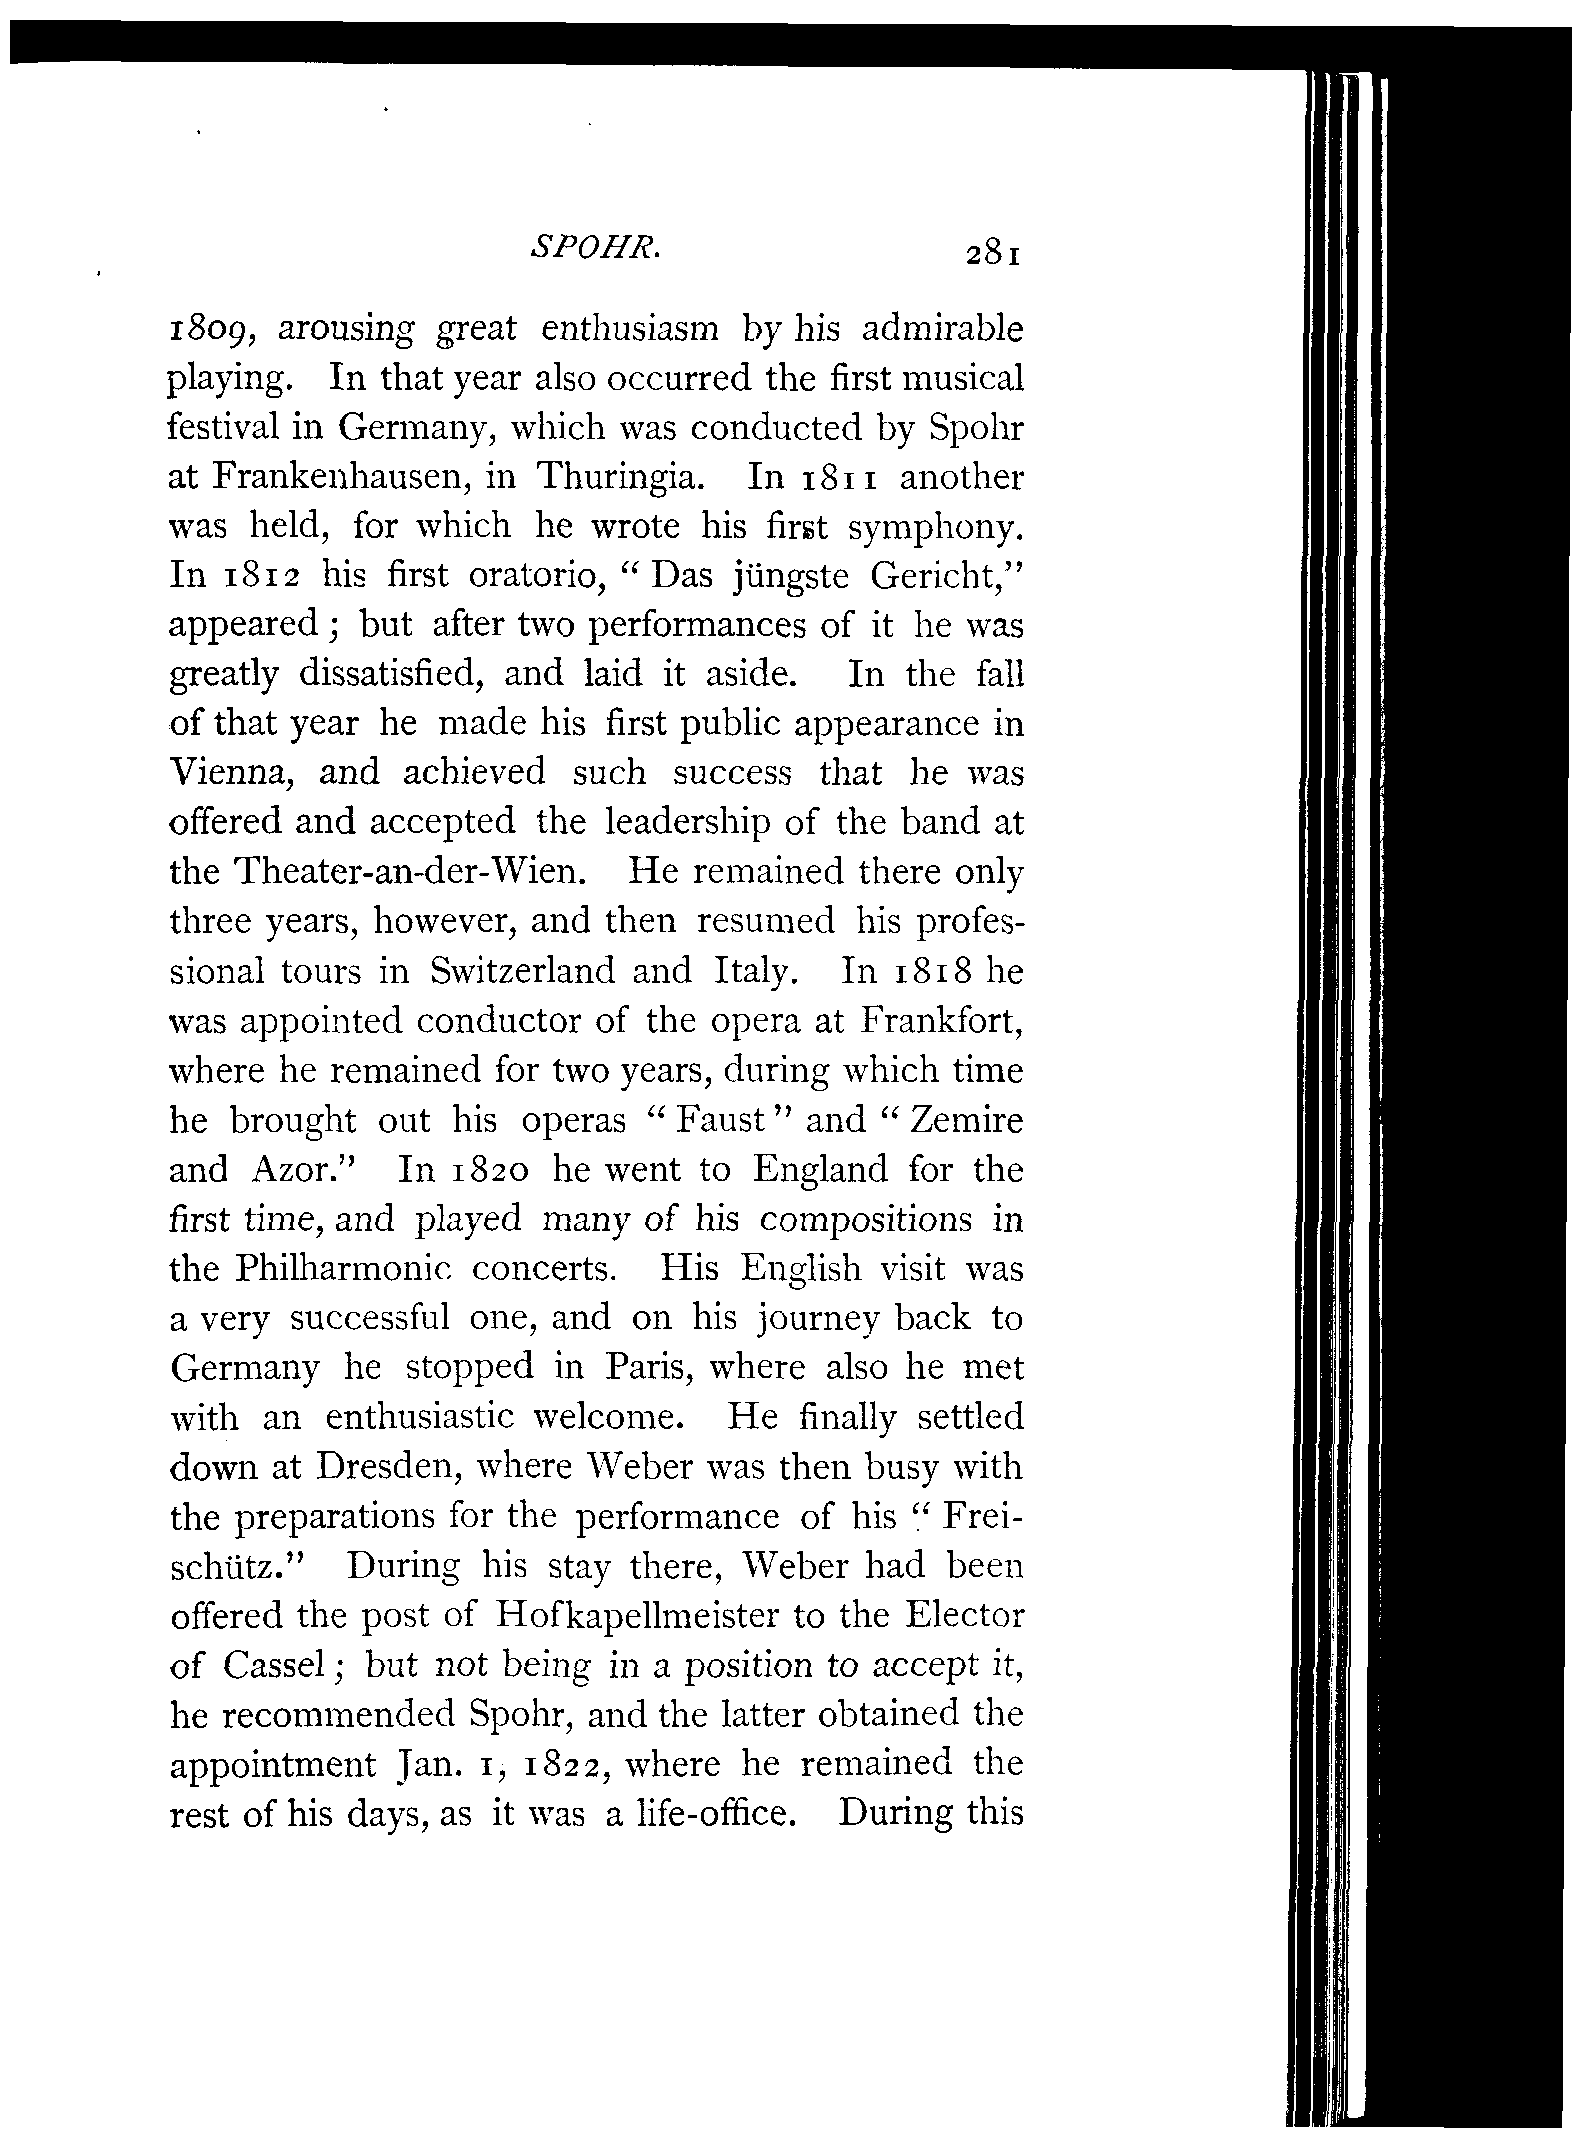 SPOHR. 281
1809, arousing great enthusiasm by his admirable
playing. In that year also occurred the first musical
festival in Germany, which was conducted by Spohr
at Frankenhausen, in Thuringia. In 1811 another
was held, for which he wrote his first symphony.
In 1812 his first oratorio, “Das jüngste Gericht,”
appeared; but after two performances of it he was
greatly dissatisfied, and laid it aside. In the fall
of that year he made his first public appearance in
Vienna, and achieved such success that he was
offered and accepted the leadership of the band at
the Theater-an-der-Wien. He remained there only
three years, however, and then resumed his profes-
sional tours in Switzerland and Italy. In 1818 he
was appointed conductor of the opera at Frankfort,
where he remained for two years, during which time
he brought out his operas “Faust” and “Zemire
and Azor.” In 1820 he went to England for the
first time, and played many of his compositions in
the Philharmonic concerts. His English visit was
a very successful one, and on his journey back to
Germany he stopped in Paris, where also he met
with an enthusiastic welcome. He finally settled
down at Dresden, where Weber was then busy with
the preparations for the performance of his “Frei-
schütz.” During his stay there, Weber had been
offered the post of Hofkapellmeister to the Elector
of Cassel; but not being in a position to accept it,
he recommended Spohr, and the latter obtained the
appointment Jan. 1, 1822, where he remained the
rest of his days, as it was a life-office. During this